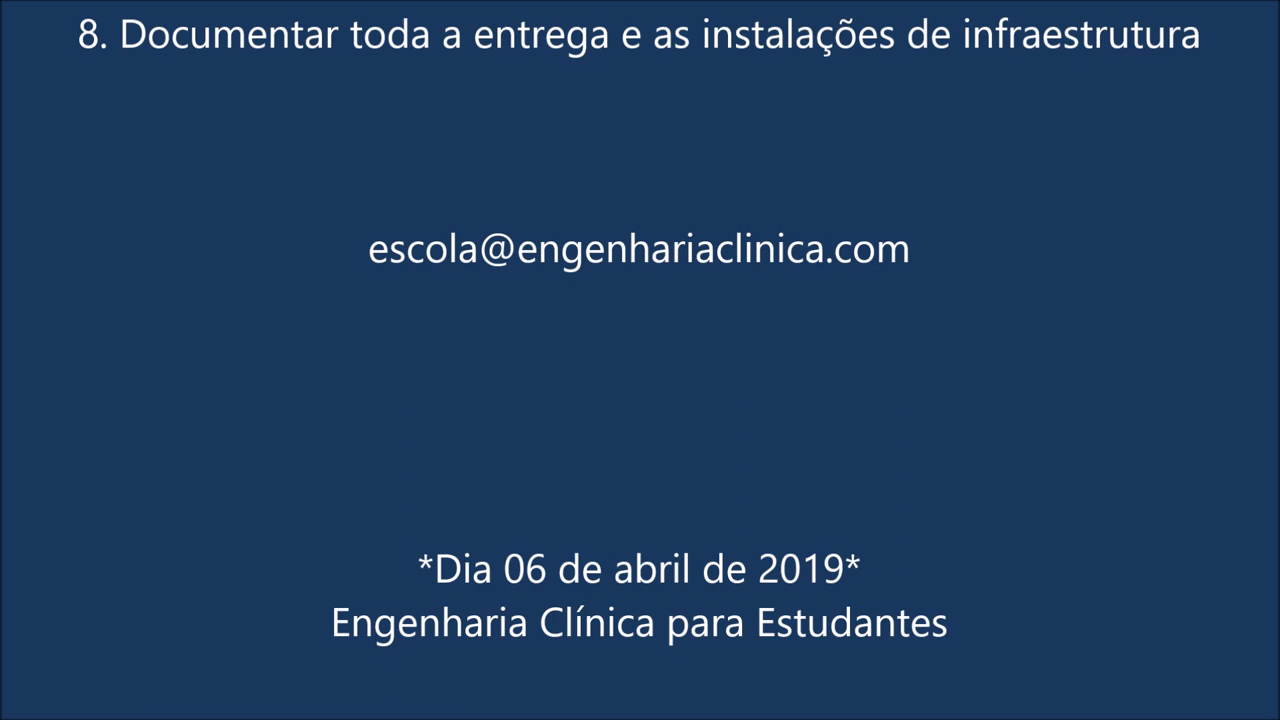 8. Documentar toda a entrega e as instalações de infraestrutura
escola@engenhariaclinica.com
*Dia 06 de abril de 2019*
Engenharia Clínica para Estudantes